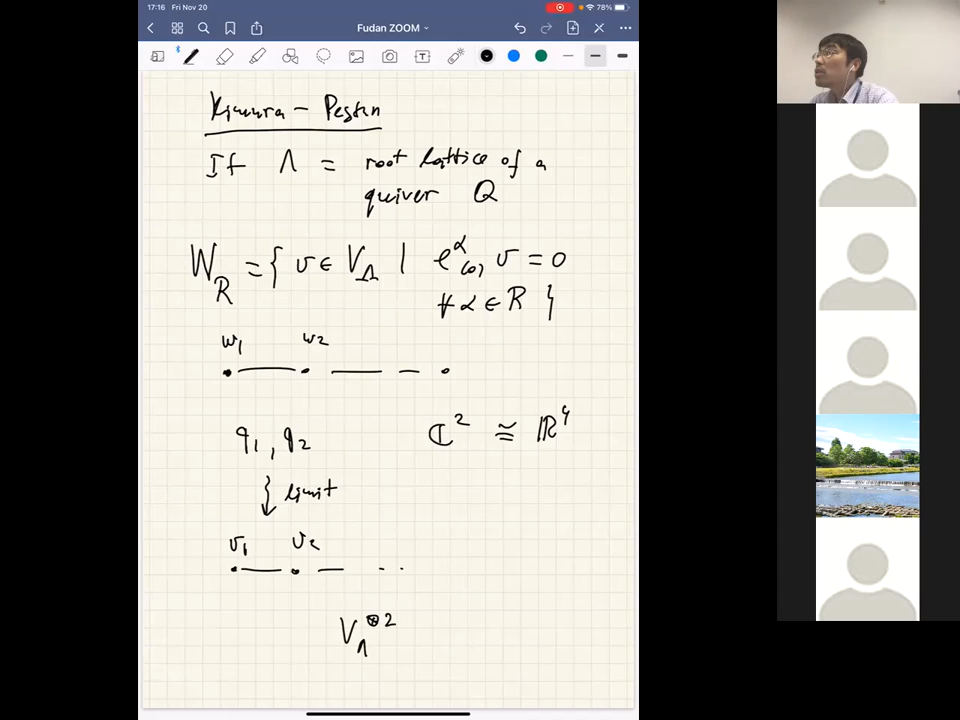 17:16 Fri Nov 20
78%
Fudan ZOOM
Kimura - Pestun
If Λ = root lattice of a
quiver Q
W_R = { v ∈ V_Λ | e^α_(0) v = 0
∀ α ∈ R }
w_1 w_2
q_1, q_2 ℂ^2 ≅ ℝ^4
limit
v_1 v_2
V_Λ^{⊗2}